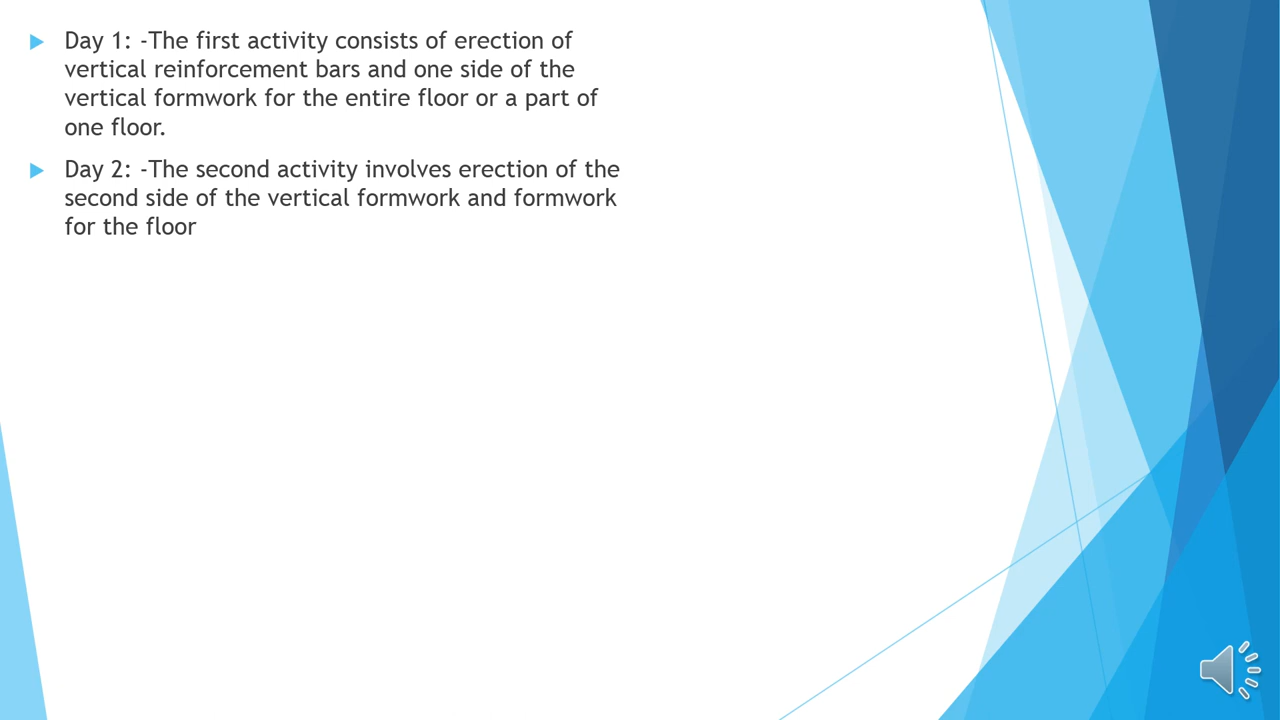 Day 1: -The first activity consists of erection of
vertical reinforcement bars and one side of the
vertical formwork for the entire floor or a part of
one floor.
Day 2: -The second activity involves erection of the
second side of the vertical formwork and formwork
for the floor